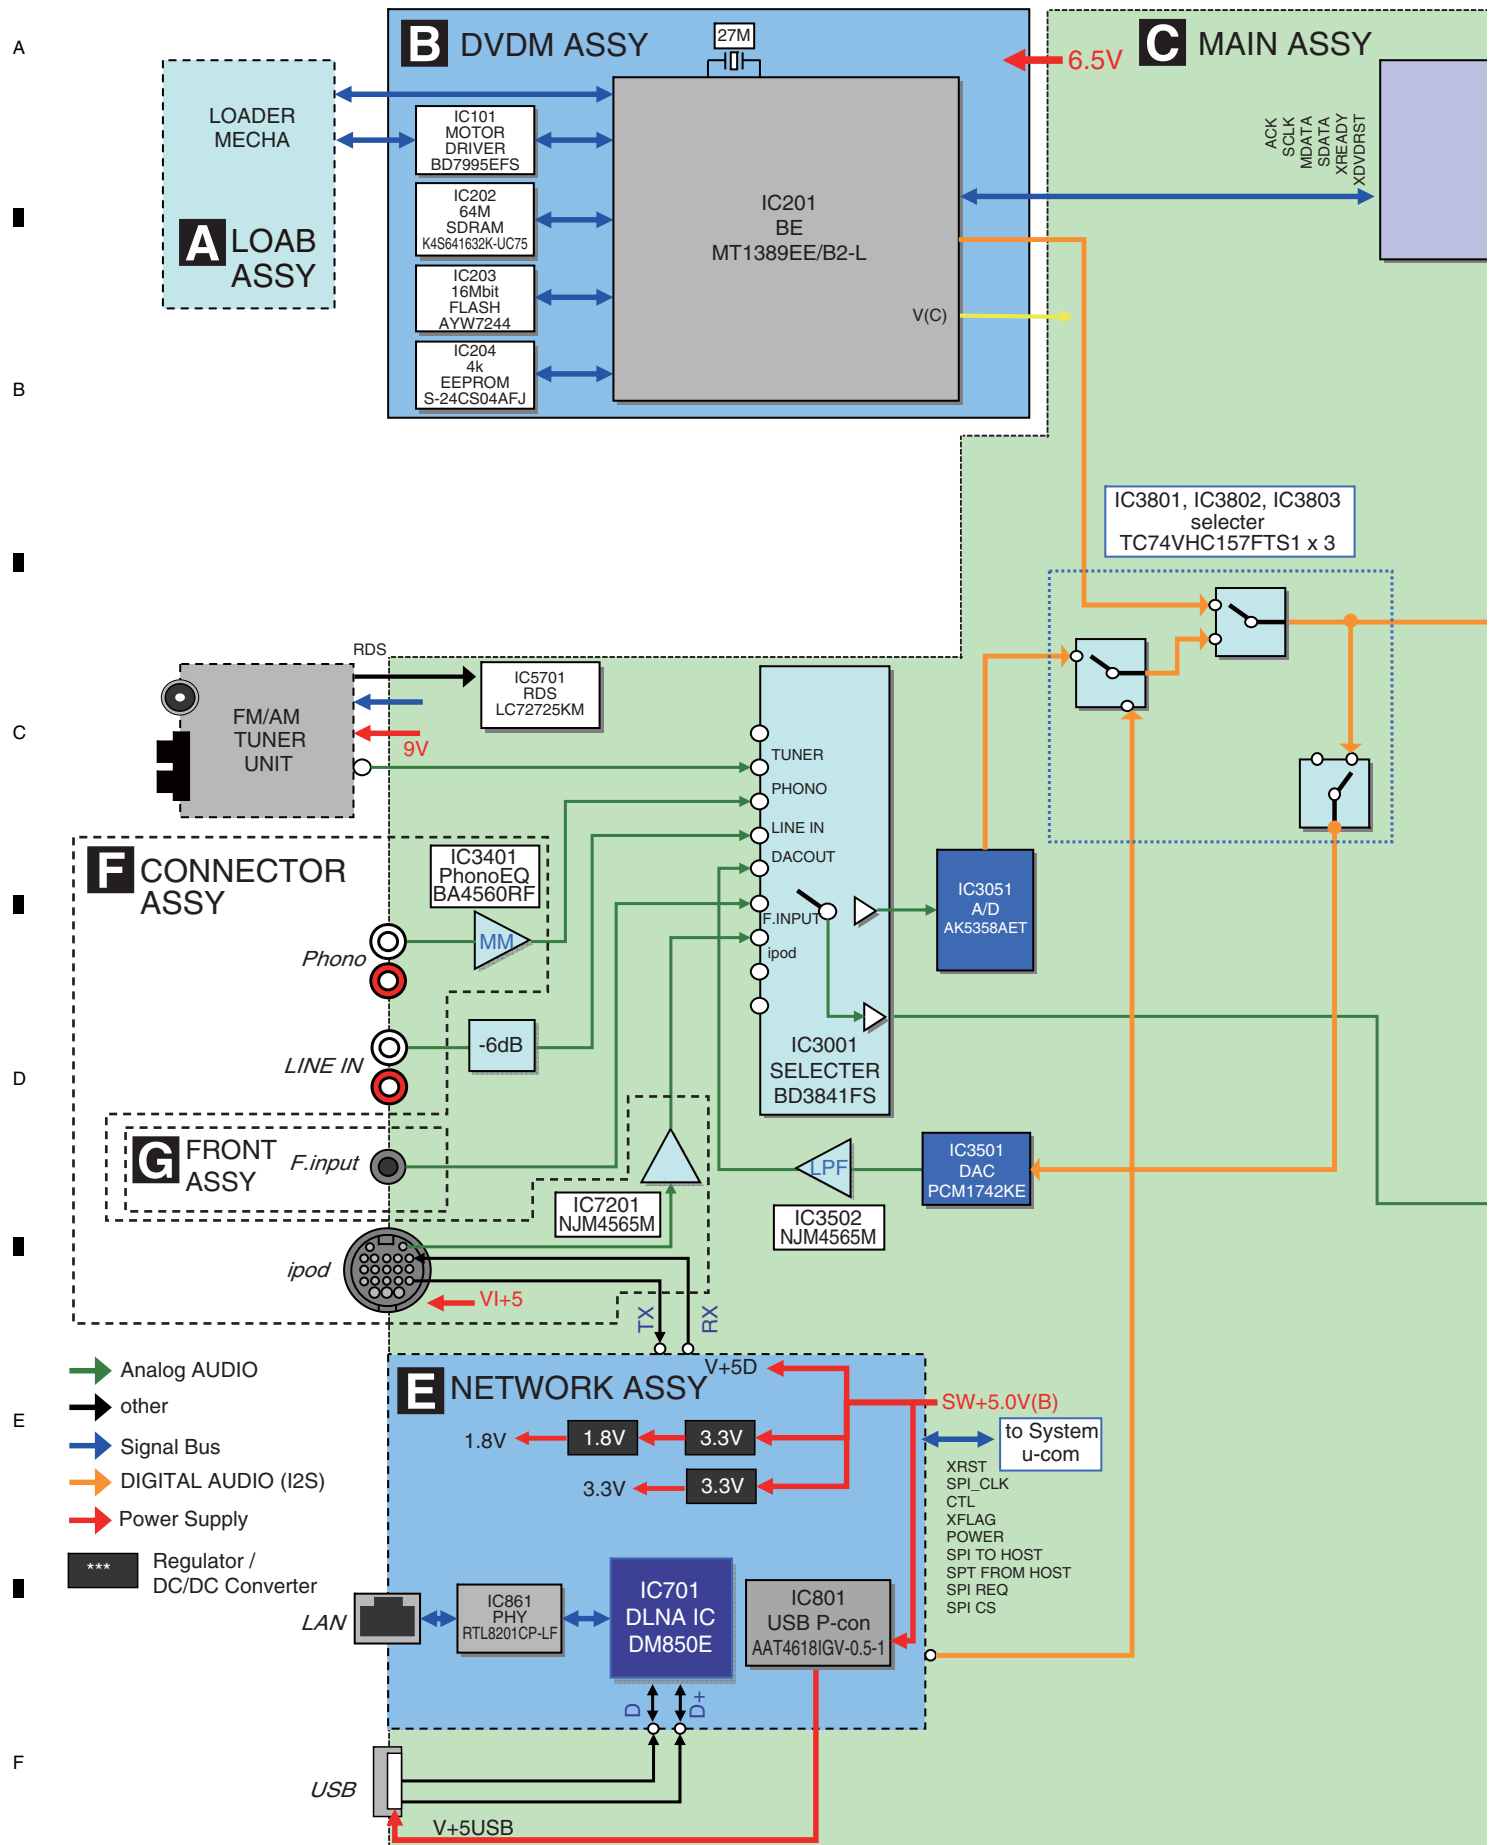 A
B
C
D
E
F
B DVDM ASSY
27M
6.5V
C MAIN ASSY
LOADER
MECHA
A LOAB
ASSY
IC101
MOTOR
DRIVER
BD7995EFS
IC202
64M
SDRAM
K4S641632K-UC75
IC203
16Mbit
FLASH
AYW7244
IC204
4k
EEPROM
S-24CS04AFJ
IC201
BE
MT1389EE/B2-L
V(C)
ACK
SCLK
MDATA
SDATA
XREADY
XDVDRST
IC3801, IC3802, IC3803
selecter
TC74VHC157FTS1 x 3
RDS
FM/AM
TUNER
UNIT
9V
IC5701
RDS
LC72725KM
TUNER
PHONO
LINE IN
DACOUT
F.INPUT
ipod
IC3001
SELECTER
BD3841FS
IC3051
A/D
AK5358AET
F CONNECTOR
ASSY
IC3401
PhonoEQ
BA4560RF
Phono
MM
LINE IN
-6dB
G FRONT
ASSY
F.input
IC7201
NJM4565M
LPF
IC3502
NJM4565M
IC3501
DAC
PCM1742KE
ipod
VI+5
TX
RX
Analog AUDIO
other
Signal Bus
DIGITAL AUDIO (I2S)
Power Supply
***
Regulator /
DC/DC Converter
E NETWORK ASSY
V+5D
SW+5.0V(B)
1.8V
1.8V
3.3V
3.3V
3.3V
to System
u-com
XRST
SPI_CLK
CTL
XFLAG
POWER
SPI TO HOST
SPT FROM HOST
SPI REQ
SPI CS
LAN
IC861
PHY
RTL8201CP-LF
IC701
DLNA IC
DM850E
IC801
USB P-con
AAT4618IGV-0.5-1
D
D+
USB
V+5USB